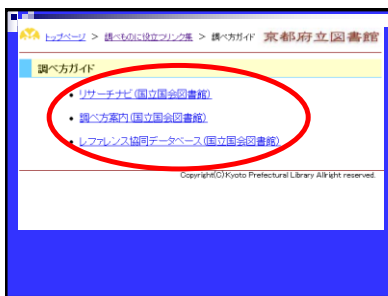 トップページ > 調べものに役立つリンク集 > 調べ方ガイド 京都府立図書館
調べ方ガイド
• リサーチナビ(国立国会図書館)
• 調べ方案内(国立国会図書館)
• レファレンス協同データベース(国立国会図書館)
Copyright(C)Kyoto Prefectural Library Allright reserved.